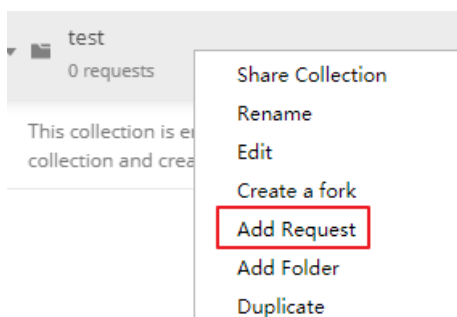 test
0 requests
This collection is
collection and
Share Collection
Rename
Edit
Create a fork
Add Request
Add Folder
Duplicate